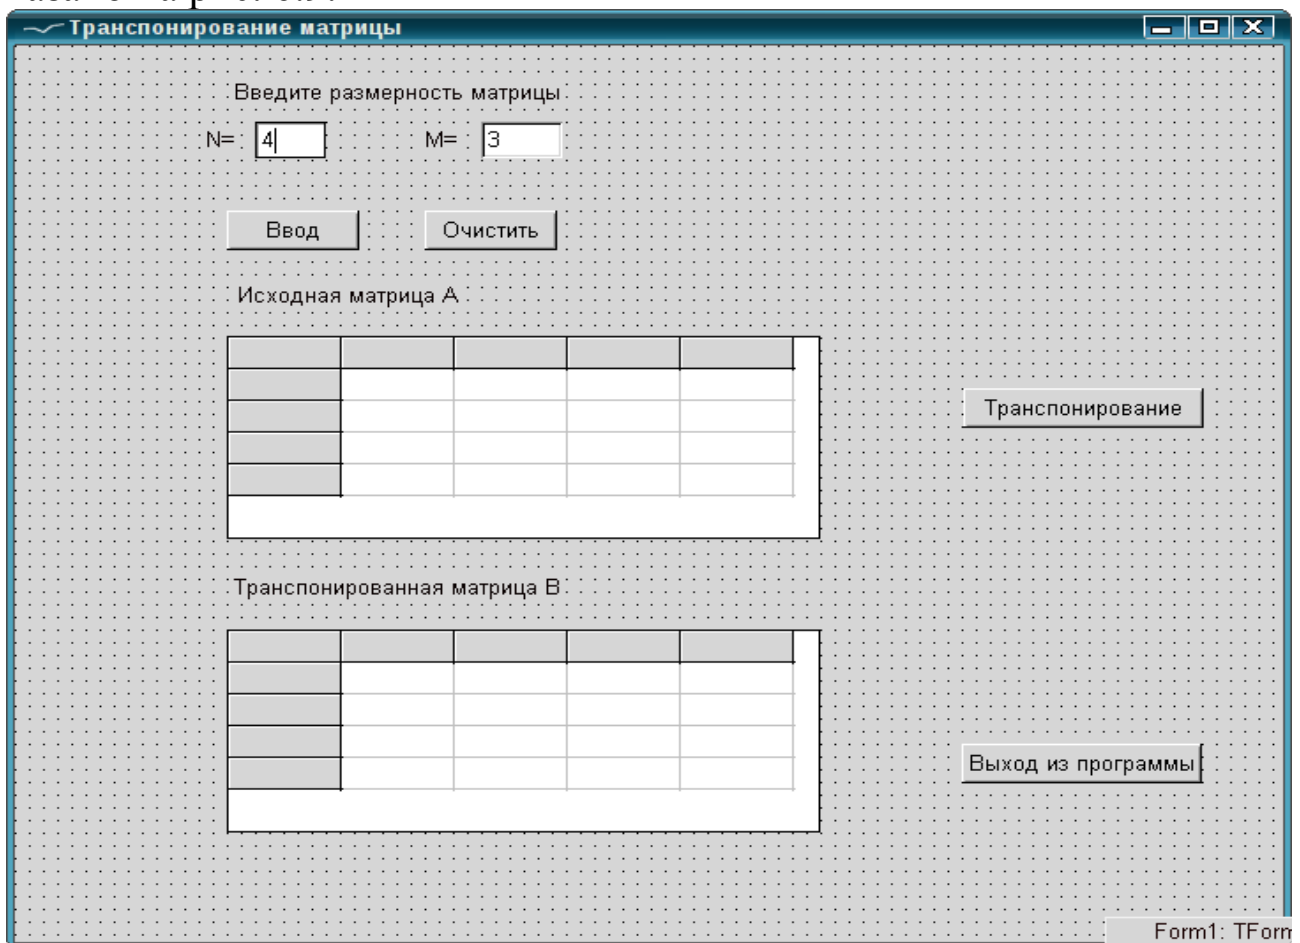 Транспонирование матрицы
Введите размерность матрицы
N= 4 M= 3
Ввод Очистить
Исходная матрица А
Транспонирование
Транспонированная матрица В
Выход из программы
Form1: TForm